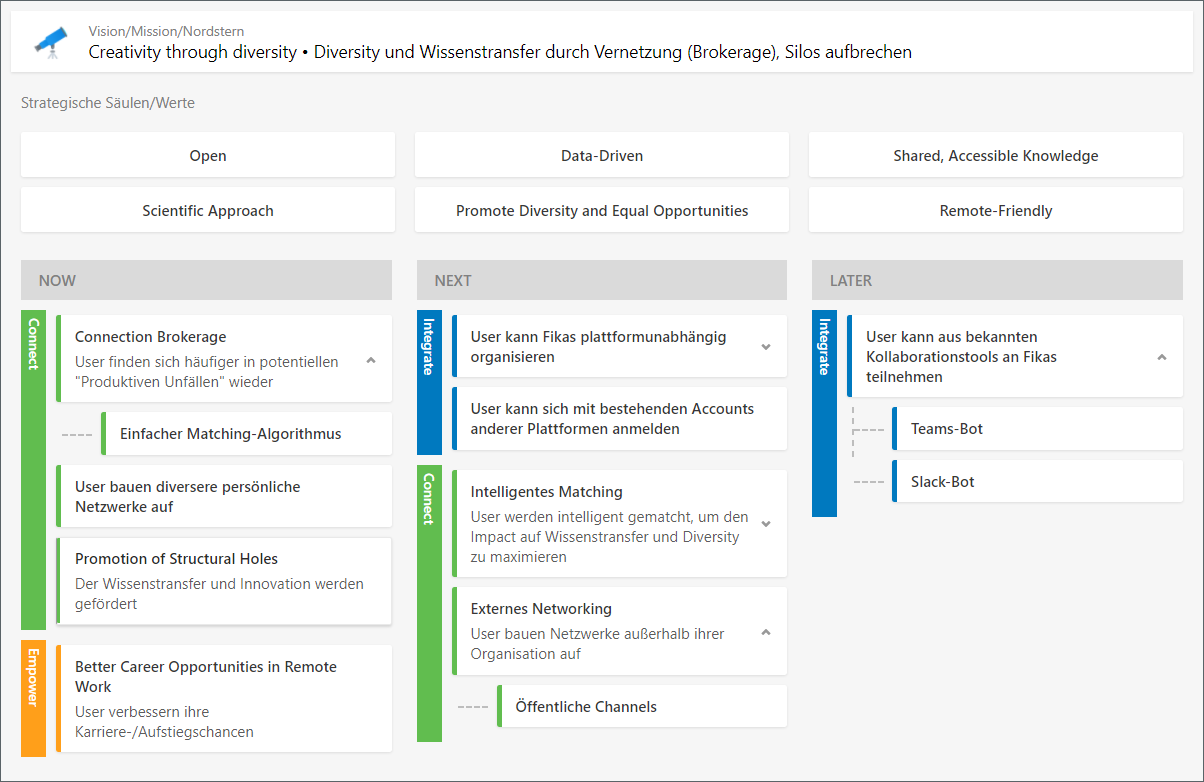 Vision/Mission/Nordstern
Creativity through diversity • Diversity und Wissenstransfer durch Vernetzung (Brokerage), Silos aufbrechen
Strategische Säulen/Werte
Open
Data-Driven
Shared, Accessible Knowledge
Scientific Approach
Promote Diversity and Equal Opportunities
Remote-Friendly
NOW
Connect
Connection Brokerage
User finden sich häufiger in potentiellen
"Produktiven Unfällen" wieder
Einfacher Matching-Algorithmus
User bauen diversere persönliche
Netzwerke auf
Promotion of Structural Holes
Der Wissenstransfer und Innovation werden
gefördert
Empower
Better Career Opportunities in Remote
Work
User verbessern ihre
Karriere-/Aufstiegschancen
NEXT
Integrate
User kann Fikas plattformunabhängig
organisieren
User kann sich mit bestehenden Accounts
anderer Plattformen anmelden
Connect
Intelligentes Matching
User werden intelligent gematcht, um den
Impact auf Wissenstransfer und Diversity
zu maximieren
Externes Networking
User bauen Netzwerke außerhalb ihrer
Organisation auf
Öffentliche Channels
LATER
Integrate
User kann aus bekannten
Kollaborationstools an Fikas
teilnehmen
Teams-Bot
Slack-Bot